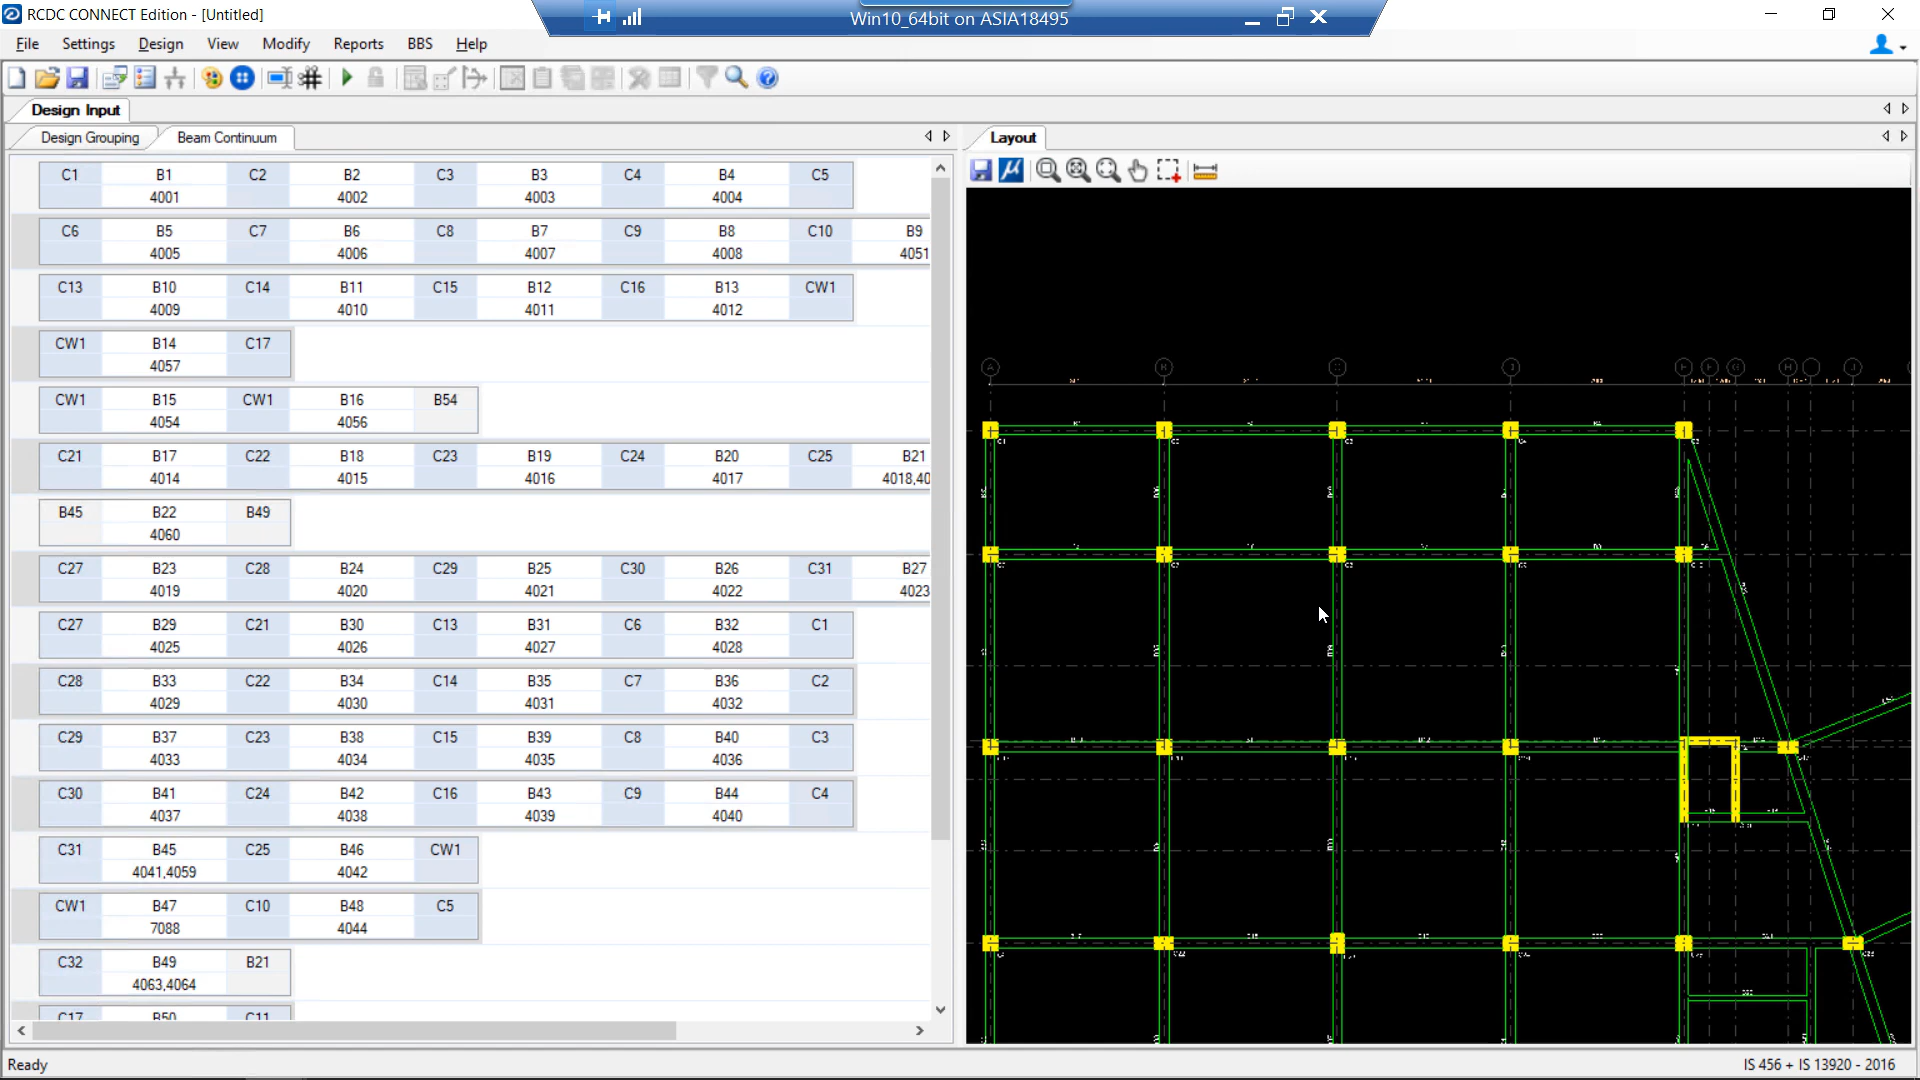 RCDC CONNECT Edition - [Untitled]
Win10_64bit on ASIA18495
File Settings Design View Modify Reports BBS Help
Design Input
Design Grouping Beam Continuum
Layout
C1 B1 C2 B2 C3 B3 C4 B4 C5
4001 4002 4003 4004
C6 B5 C7 B6 C8 B7 C9 B8 C10 B9
4005 4006 4007 4008 4051
C13 B10 C14 B11 C15 B12 C16 B13 CW1
4009 4010 4011 4012
CW1 B14 C17
4057
CW1 B15 CW1 B16 B54
4054 4056
C21 B17 C22 B18 C23 B19 C24 B20 C25 B21
4014 4015 4016 4017 4018,40
B45 B22 B49
4060
C27 B23 C28 B24 C29 B25 C30 B26 C31 B27
4019 4020 4021 4022 4023
C27 B29 C21 B30 C13 B31 C6 B32 C1
4025 4026 4027 4028
C28 B33 C22 B34 C14 B35 C7 B36 C2
4029 4030 4031 4032
C29 B37 C23 B38 C15 B39 C8 B40 C3
4033 4034 4035 4036
C30 B41 C24 B42 C16 B43 C9 B44 C4
4037 4038 4039 4040
C31 B45 C25 B46 CW1
4041,4059 4042
CW1 B47 C10 B48 C5
7088 4044
C32 B49 B21
4063,4064
C17 B50 C11
Ready
IS 456 + IS 13920 - 2016